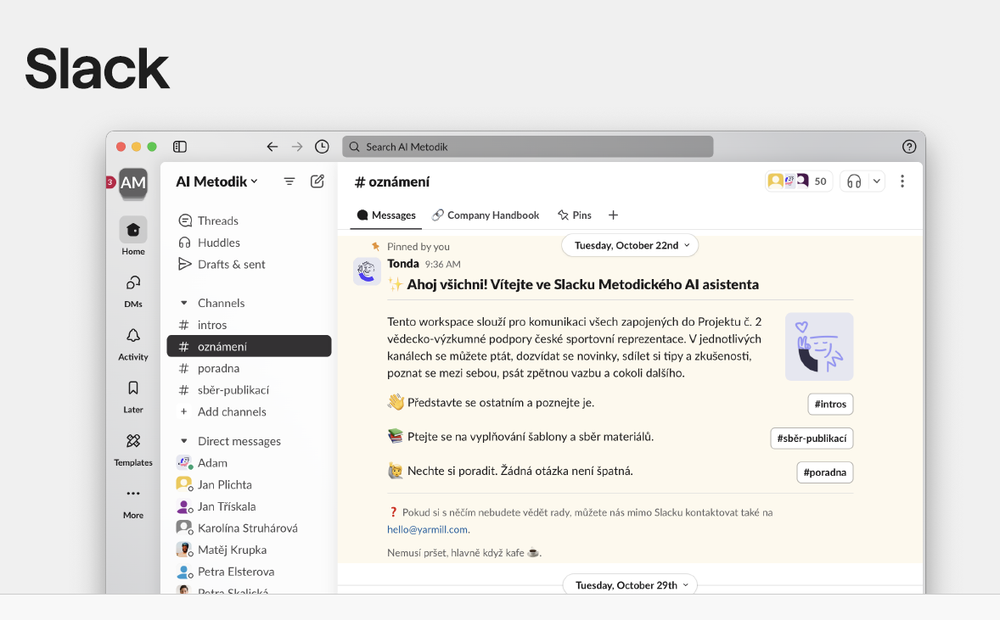 Slack
Search AI Metodik
3
AM
AI Metodik
# oznámení
50
Messages
Company Handbook
Pins
Home
DMs
Activity
Later
Templates
More
Threads
Huddles
Drafts & sent
Channels
# intros
# oznámení
# poradna
# sběr-publikací
+ Add channels
Direct messages
Adam
Jan Plichta
Jan Třískala
Karolína Struhárová
Matěj Krupka
Petra Elsterova
Petra Skalická
Pinned by you
Tuesday, October 22nd
Tonda 9:36 AM
✨ Ahoj všichni! Vítejte ve Slacku Metodického AI asistenta
Tento workspace slouží pro komunikaci všech zapojených do Projektu č. 2
vědecko-výzkumné podpory české sportovní reprezentace. V jednotlivých
kanálech se můžete ptát, dozvídat se novinky, sdílet si tipy a zkušenosti,
poznat se mezi sebou, psát zpětnou vazbu a cokoli dalšího.
👋 Představte se ostatním a poznejte je.
#intros
📚 Ptejte se na vyplňování šablony a sběr materiálů.
#sběr-publikací
🙋 Nechte si poradit. Žádná otázka není špatná.
#poradna
❓ Pokud si s něčím nebudete vědět rady, můžete nás mimo Slacku kontaktovat také na
hello@yarmill.com.
Nemusí pršet, hlavně když kafe ☕.
Tuesday, October 29th